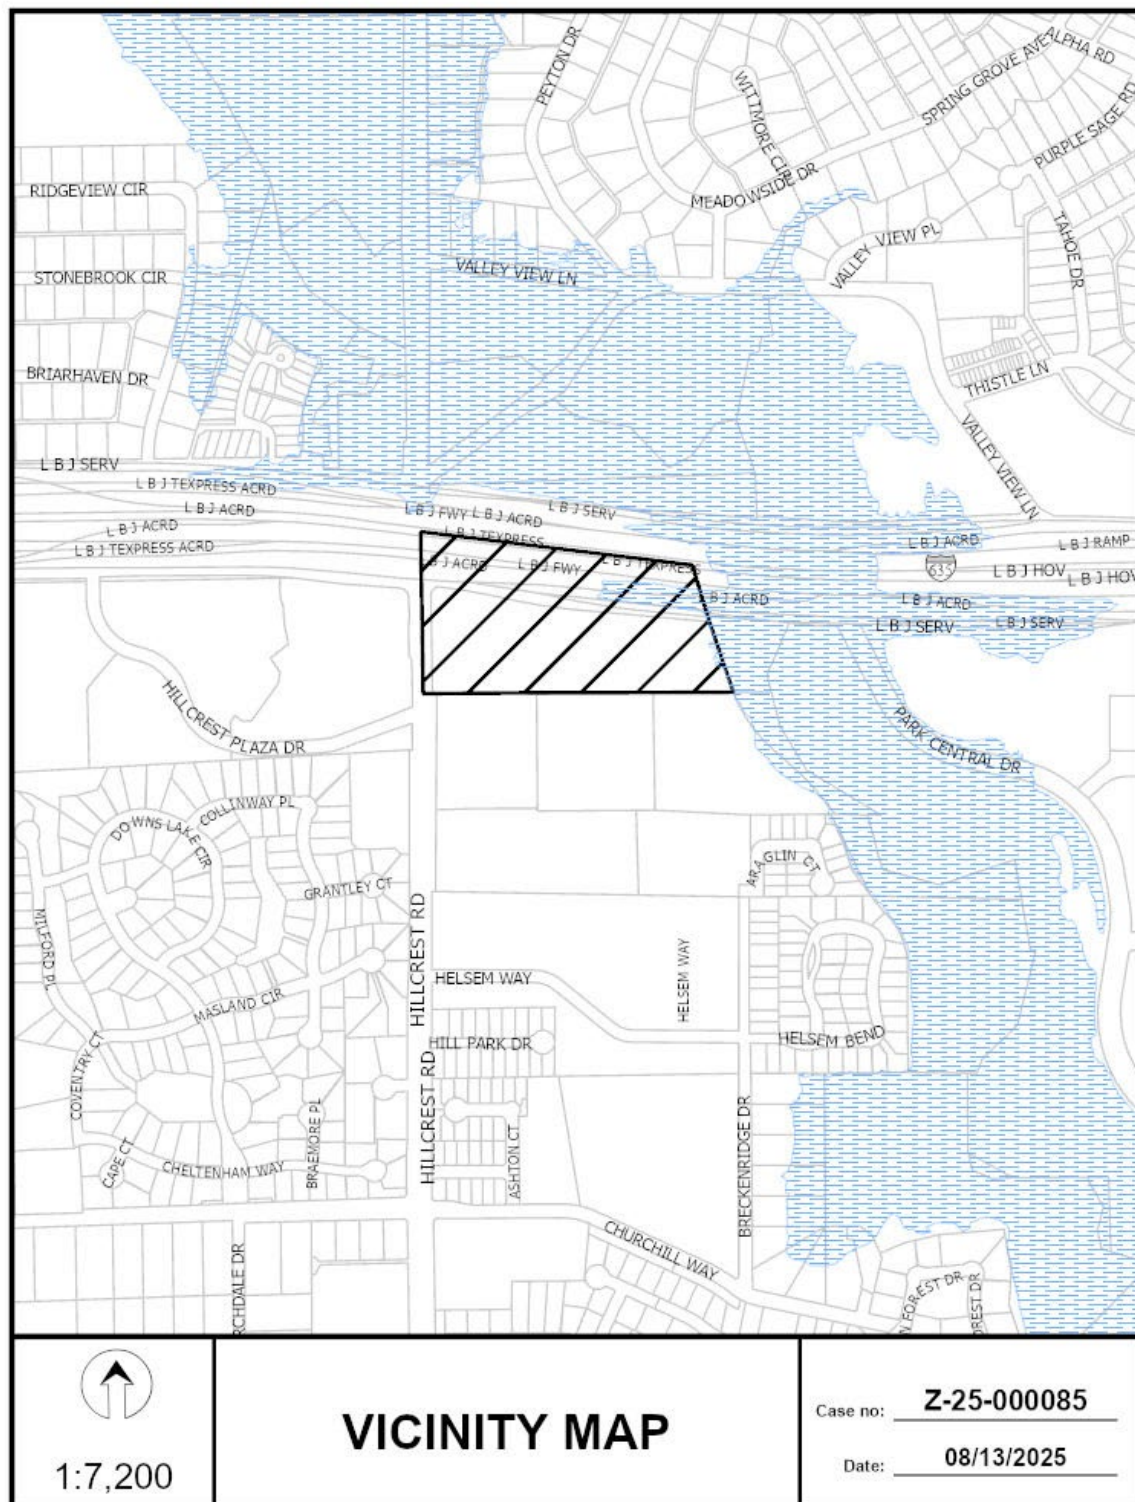 PEYTON DR
WITTMORE CIR
SPRING GROVE AVE
ALPHA RD
PURPLE SAGE RD
RIDGEVIEW CIR
MEADOWSIDE DR
VALLEY VIEW PL
TAHOE DR
STONEBROOK CIR
VALLEY VIEW LN
BRIARHAVEN DR
THISTLE LN
VALLEY VIEW LN
L B J SERV
L B J TEXPRESS ACRD
L B J ACRD
L B J FWY
L B J ACRD
L B J SERV
L B J ACRD
L B J TEXPRESS
L B J ACRD
L B J RAMP
L B J TEXPRESS ACRD
B J ACRD
L B J FWY
L B J TEXPRESS
635
L B J HOV
L B J HOV
L B J ACRD
L B J ACRD
L B J SERV
L B J SERV
HILLCREST PLAZA DR
PARK CENTRAL DR
COLLINWAY PL
DOWNS LAKE CIR
GRANTLEY CT
ARAGLIN CT
MILFORD PL
HILLCREST RD
HELSEM WAY
HELSEM WAY
MASLAND CIR
HILL PARK DR
HELSEM BEND
COVENTRY CT
HILLCREST RD
BRAEMORE PL
CAPE CT
CHELTENHAM WAY
ASHTON CT
BRECKENRIDGE DR
CHURCHILL WAY
RCHDALE DR
N FOREST DR
OREST DR
1:7,200
VICINITY MAP
Case no: Z-25-000085
Date: 08/13/2025